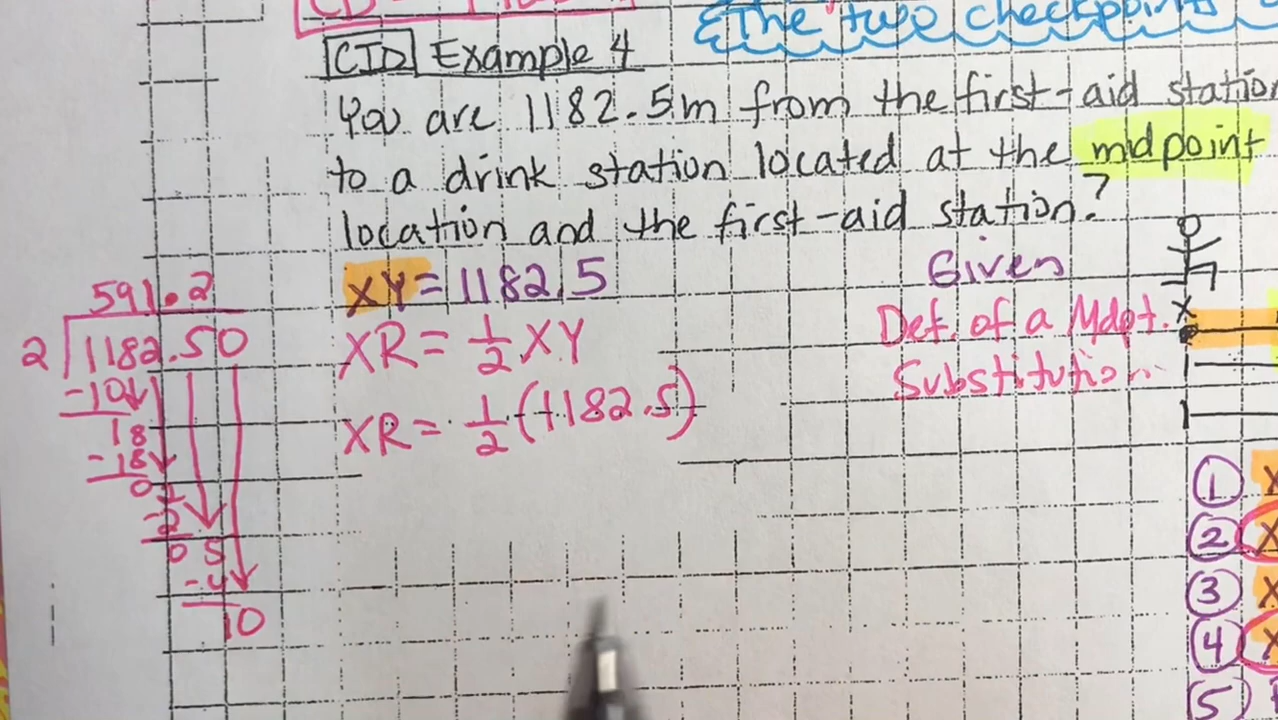 & The two checkpoint
CID Example 4
You are 1182.5m from the first-aid station
to a drink station located at the midpoint
location and the first-aid station?
XY = 1182.5 Given
XR = 1/2 XY Def. of a Mdpt.
XR = 1/2 (1182.5) Substitutio
X
591.2
2 1182.50
-10
18
-18
0 2
-2
0 5
-4
10
1 X
2 X
3 X
4 X
5